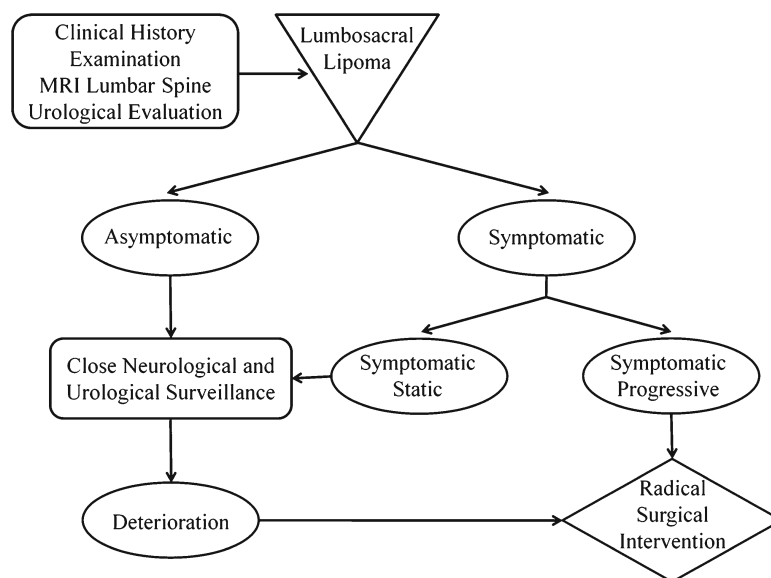 Clinical History
Examination
MRI Lumbar Spine
Urological Evaluation
Lumbosacral
Lipoma
Asymptomatic
Symptomatic
Close Neurological and
Urological Surveillance
Symptomatic
Static
Symptomatic
Progressive
Deterioration
Radical
Surgical
Intervention